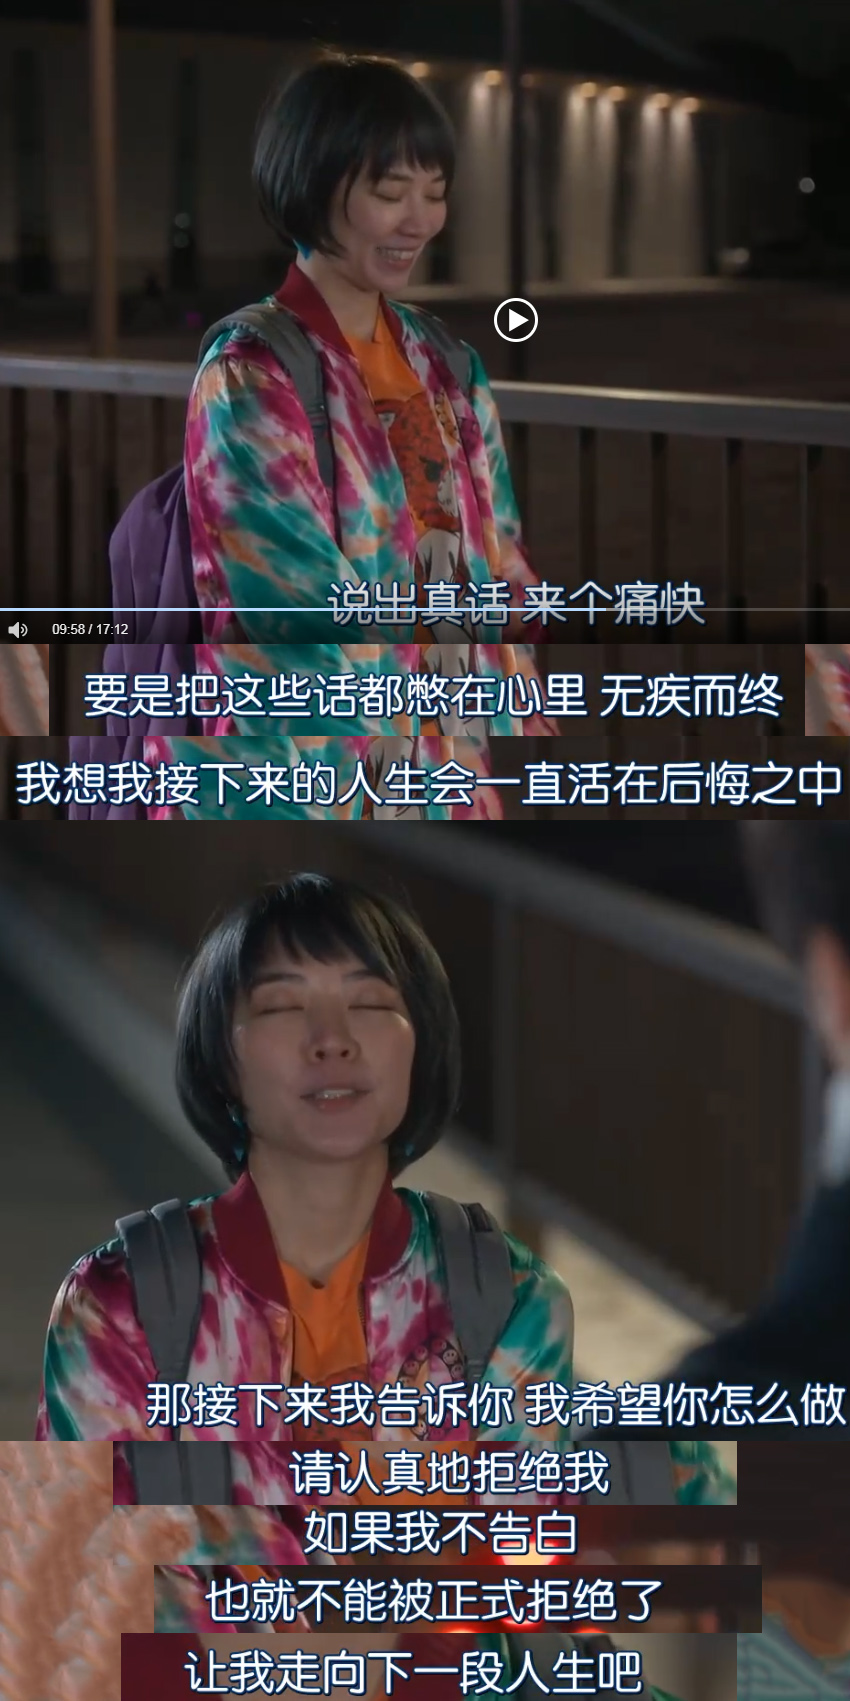 说出真话 来个痛快
09:58 / 17:12
要是把这些话都憋在心里 无疾而终
我想我接下来的人生会一直活在后悔之中
那接下来我告诉你 我希望你怎么做
请认真地拒绝我
如果我不告白
也就不能被正式拒绝了
让我走向下一段人生吧